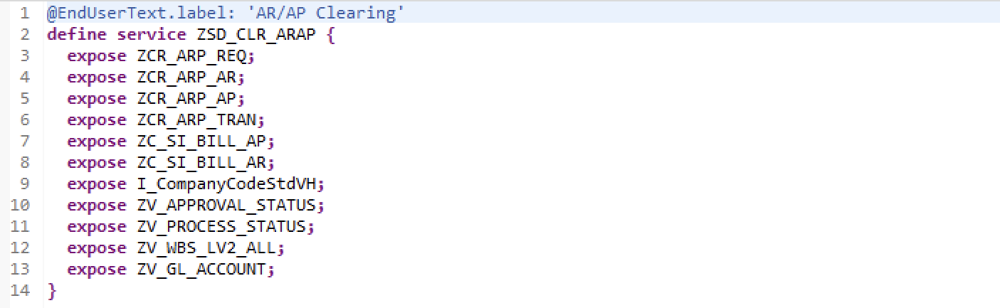 1 @EndUserText.label: 'AR/AP Clearing'
2 define service ZSD_CLR_ARAP {
3 expose ZCR_ARP_REQ;
4 expose ZCR_ARP_AR;
5 expose ZCR_ARP_AP;
6 expose ZCR_ARP_TRAN;
7 expose ZC_SI_BILL_AP;
8 expose ZC_SI_BILL_AR;
9 expose I_CompanyCodeStdVH;
10 expose ZV_APPROVAL_STATUS;
11 expose ZV_PROCESS_STATUS;
12 expose ZV_WBS_LV2_ALL;
13 expose ZV_GL_ACCOUNT;
14 }